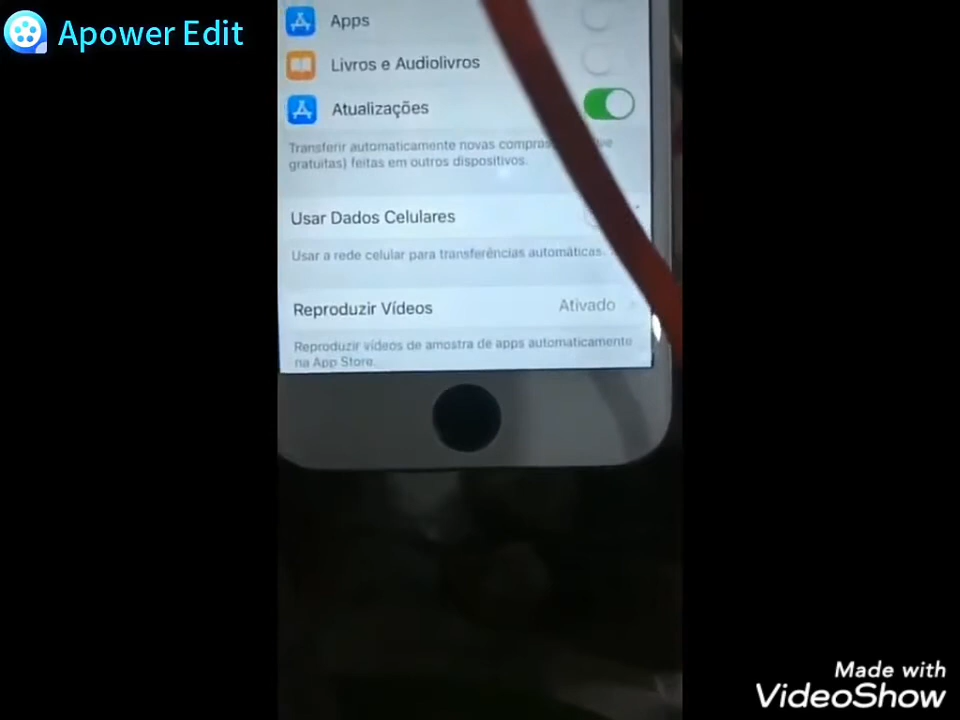 Apower Edit
Apps
Livros e Audiolivros
Atualizações
Transferir automaticamente novas compras
gratuitas) feitas em outros dispositivos.
Usar Dados Celulares
Usar a rede celular para transferências automáticas.
Reproduzir Vídeos
Ativado
Reproduzir vídeos de amostra de apps automaticamente
na App Store.
Made with
VideoShow